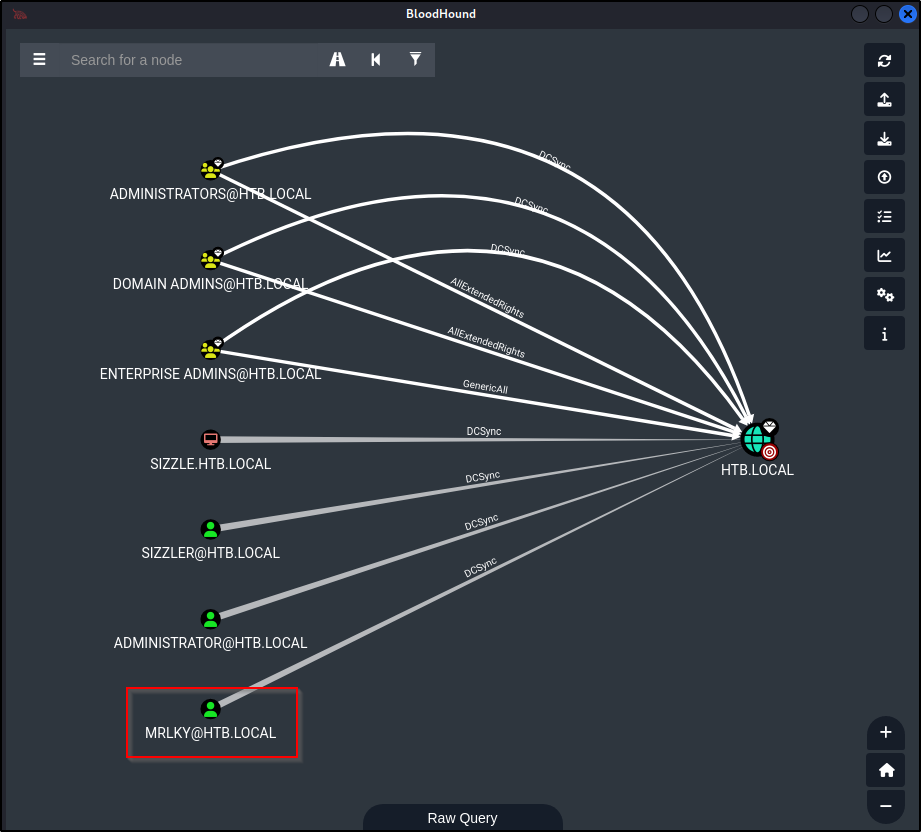 BloodHound
Search for a node
DCSync
ADMINISTRATORS@HTB.LOCAL
DCSync
DCSync
DOMAIN ADMINS@HTB.LOCAL
AllExtendedRights
AllExtendedRights
ENTERPRISE ADMINS@HTB.LOCAL
GenericAll
DCSync
SIZZLE.HTB.LOCAL
HTB.LOCAL
DCSync
DCSync
SIZZLER@HTB.LOCAL
DCSync
ADMINISTRATOR@HTB.LOCAL
MRLKY@HTB.LOCAL
Raw Query